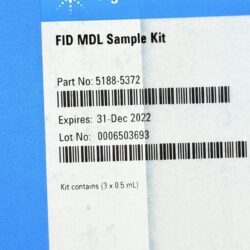 FID MDL Sample Kit
Part No: 5188-5372
Expires: 31-Dec 2022
Lot No: 0006503693
Kit contains (3 x 0.5 mL)